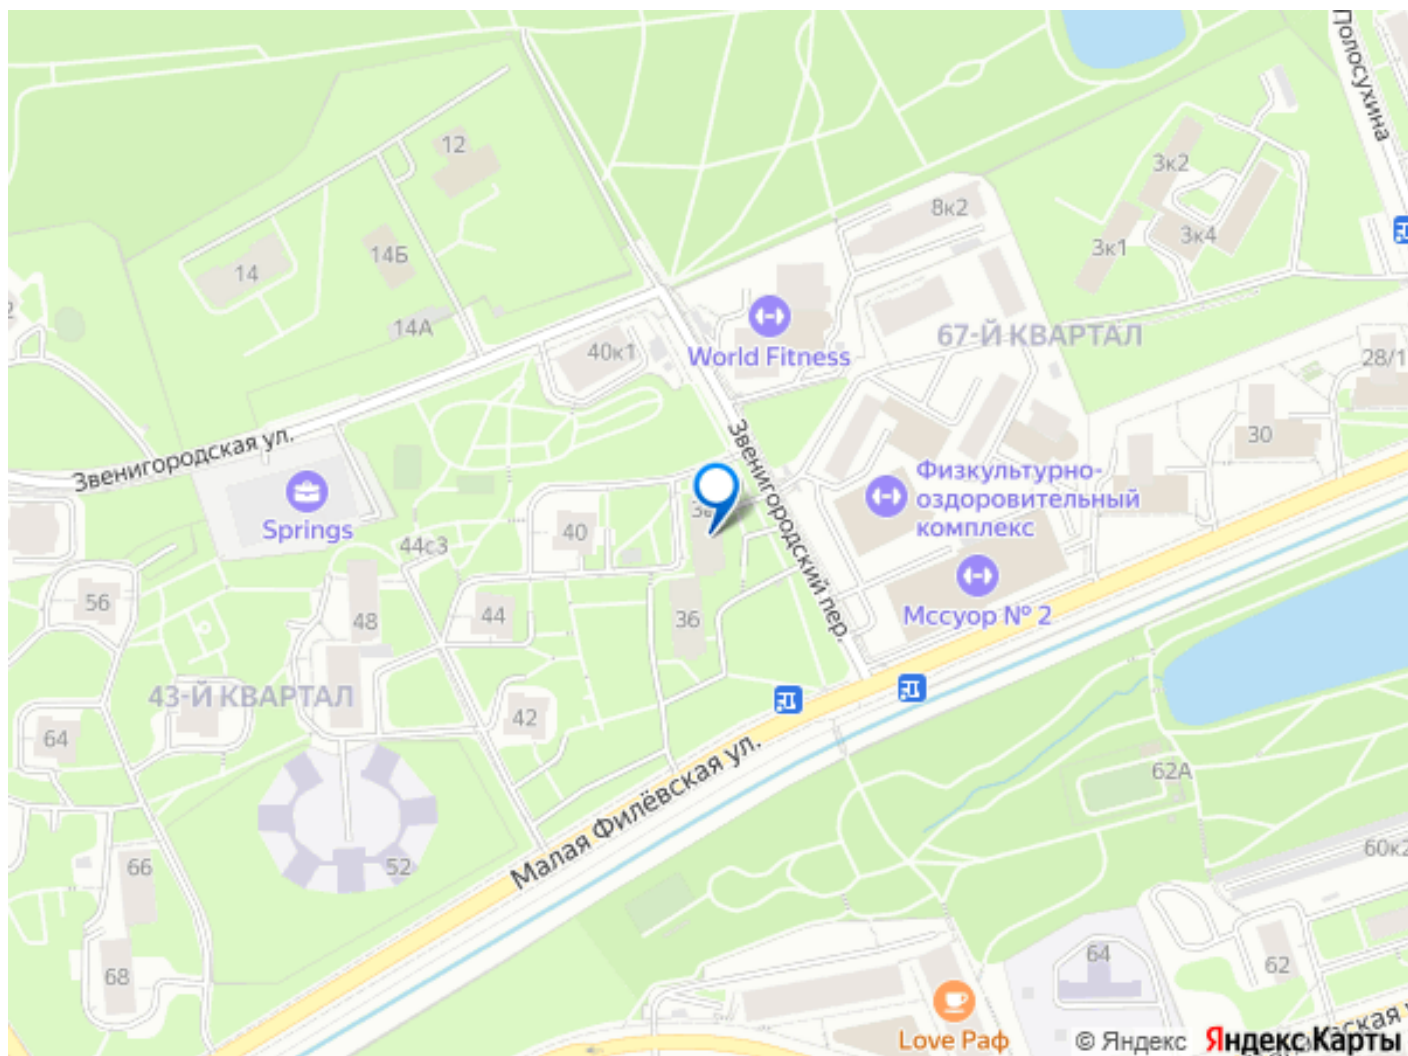 Полосухина
12
3к2
8к2
14Б
3к4
3к1
14
14А
67-Й КВАРТАЛ
40к1
World Fitness
28/1
Звенигородская ул.
Звенигородский пер.
30
Физкультурно-
оздоровительный
комплекс
Springs
40
44с3
56
Мссуор № 2
44
48
36
43-Й КВАРТАЛ
42
64
62А
Малая Филёвская ул.
60к2
66
52
68
64
62
Love Раф
© Яндекс
Яндекс Карты